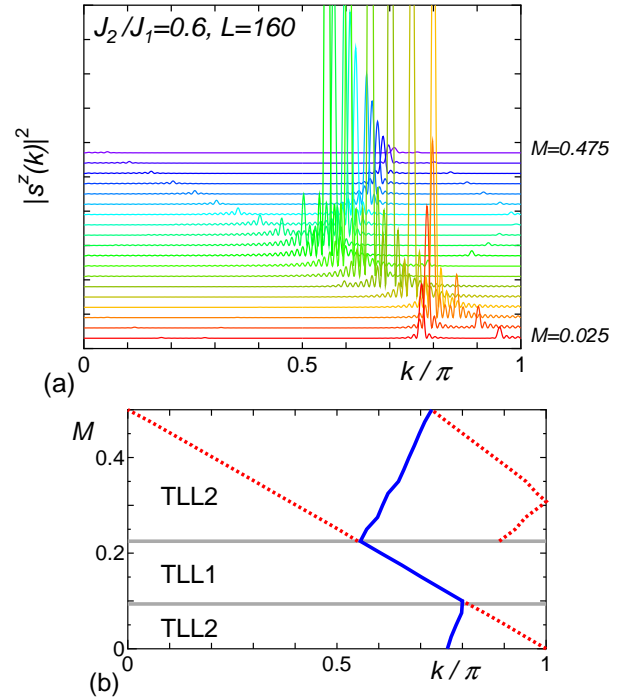 J₂/J₁=0.6, L=160
|sᶻ(k)|²
M=0.475
M=0.025
0 0.5 1
k/π
(a)
M
0.4
TLL2
0.2
TLL1
TLL2
0
0 0.5 1
k/π
(b)